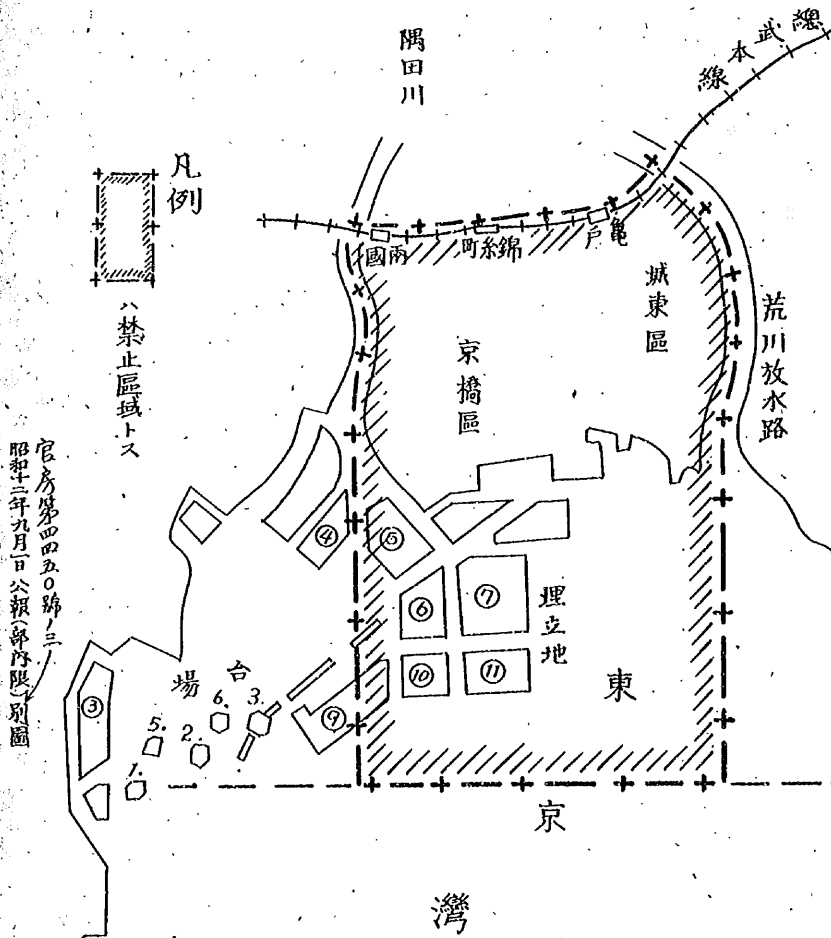 隅田川
總武本線
凡例
ハ禁止區域トス
兩國
錦糸町
亀戸
城東區
京橋區
荒川放水路
埋立地
台場
③
④
⑤
⑥
⑦
⑨
⑩
⑪
1.
2.
3.
5.
6.
東京灣
官房第四四五〇號ノ三
昭和十二年九月一日公報(部内限)別圖